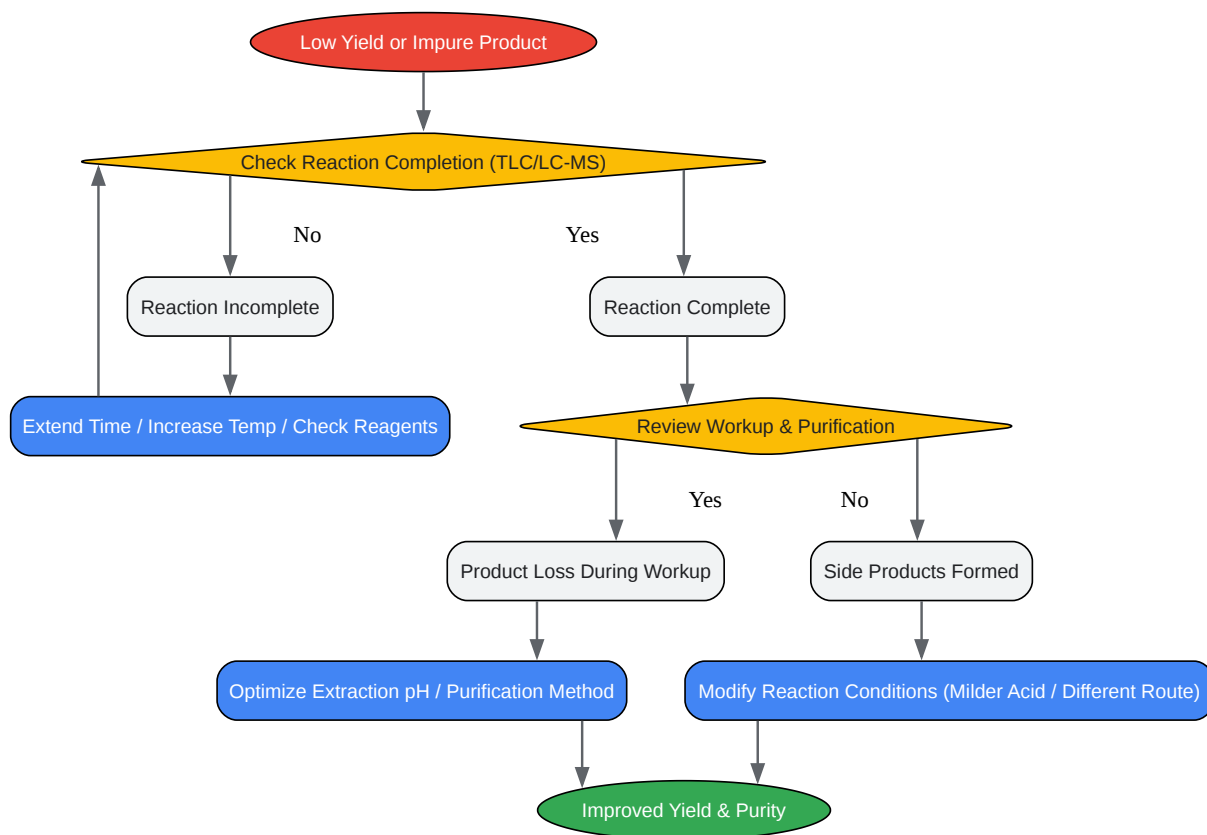 Low Yield or Impure Product
Check Reaction Completion (TLC/LC-MS)
No
Yes
Reaction Incomplete
Reaction Complete
Extend Time / Increase Temp / Check Reagents
Review Workup & Purification
Yes
No
Product Loss During Workup
Side Products Formed
Optimize Extraction pH / Purification Method
Modify Reaction Conditions (Milder Acid / Different Route)
Improved Yield & Purity